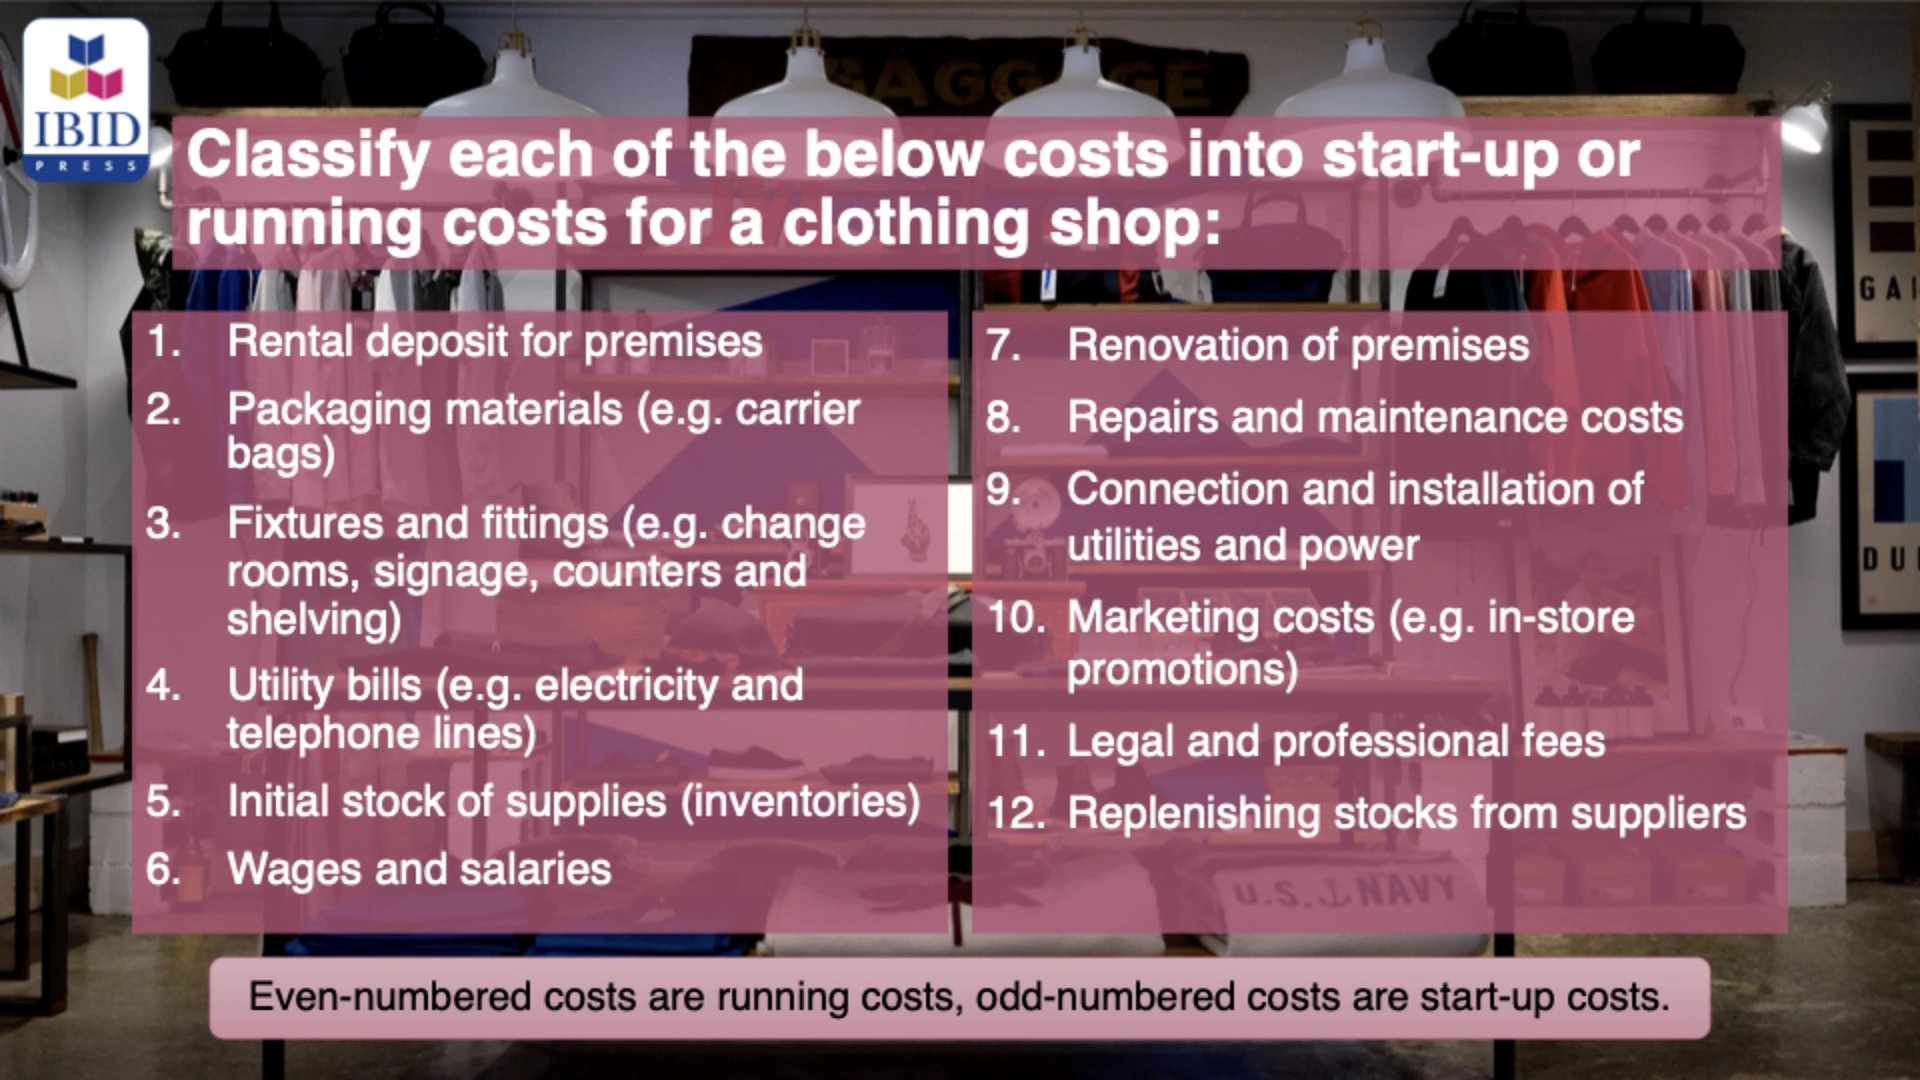 IBID
PRESS
BAGGAGE
Classify each of the below costs into start-up or
running costs for a clothing shop:
1. Rental deposit for premises
2. Packaging materials (e.g. carrier
bags)
3. Fixtures and fittings (e.g. change
rooms, signage, counters and
shelving)
4. Utility bills (e.g. electricity and
telephone lines)
5. Initial stock of supplies (inventories)
6. Wages and salaries
7. Renovation of premises
8. Repairs and maintenance costs
9. Connection and installation of
utilities and power
10. Marketing costs (e.g. in-store
promotions)
11. Legal and professional fees
12. Replenishing stocks from suppliers
GA
DU
U.S. NAVY
Even-numbered costs are running costs, odd-numbered costs are start-up costs.